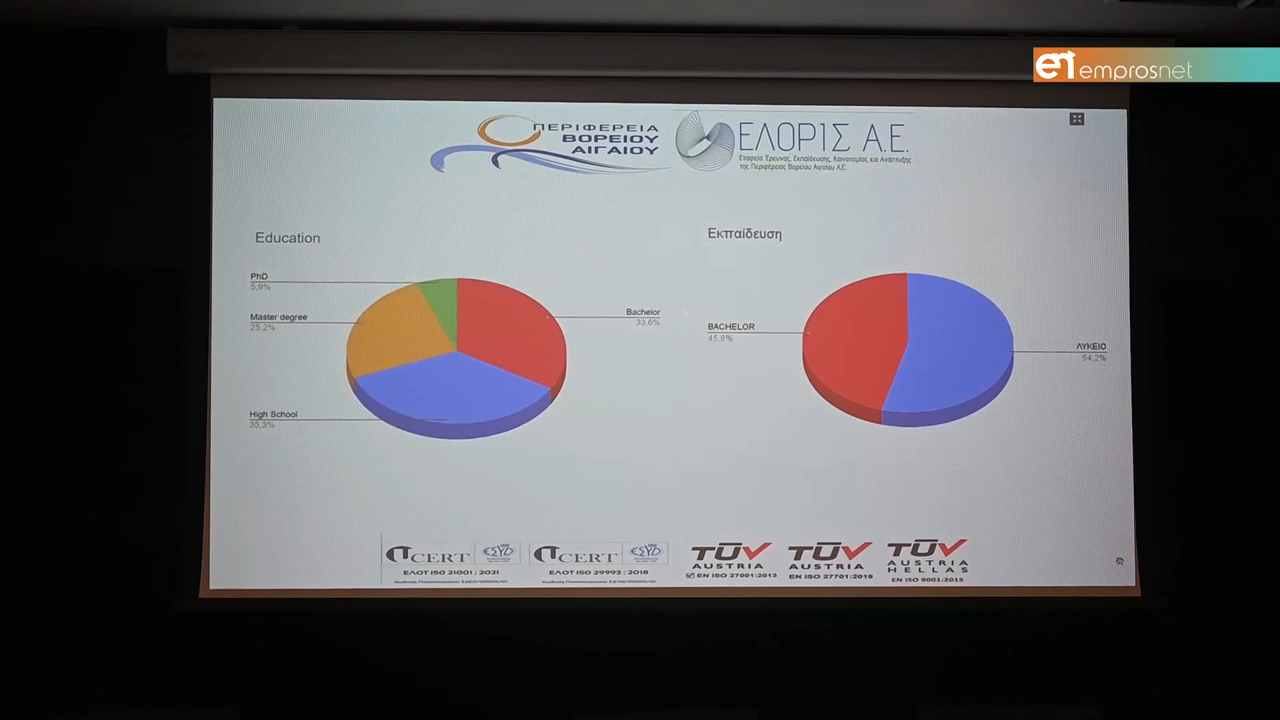 en emprosnet
ΠΕΡΙΦΕΡΕΙΑ
ΒΟΡΕΙΟΥ
ΑΙΓΑΙΟΥ
ΕΛΟΡΙΣ Α.Ε.
Εταιρεία Έρευνας, Εκπαίδευσης, Καινοτομίας και Ανάπτυξης
της Περιφέρειας Βορείου Αιγαίου Α.Ε.
Education
PhD
5,9%
Master degree
25,2%
High School
35,3%
Bachelor
33,6%
Εκπαίδευση
BACHELOR
45,8%
ΛΥΚΕΙΟ
54,2%
CERT
ΕΣΥΔ
ΕΛΟΤ ISO 21001 : 2021
CERT
ΕΣΥΔ
ΕΛΟΤ ISO 29993 : 2018
TÜV
AUSTRIA
EN ISO 27001:2013
TÜV
AUSTRIA
EN ISO 27701:2019
TÜV
AUSTRIA
HELLAS
EN ISO 9001:2015